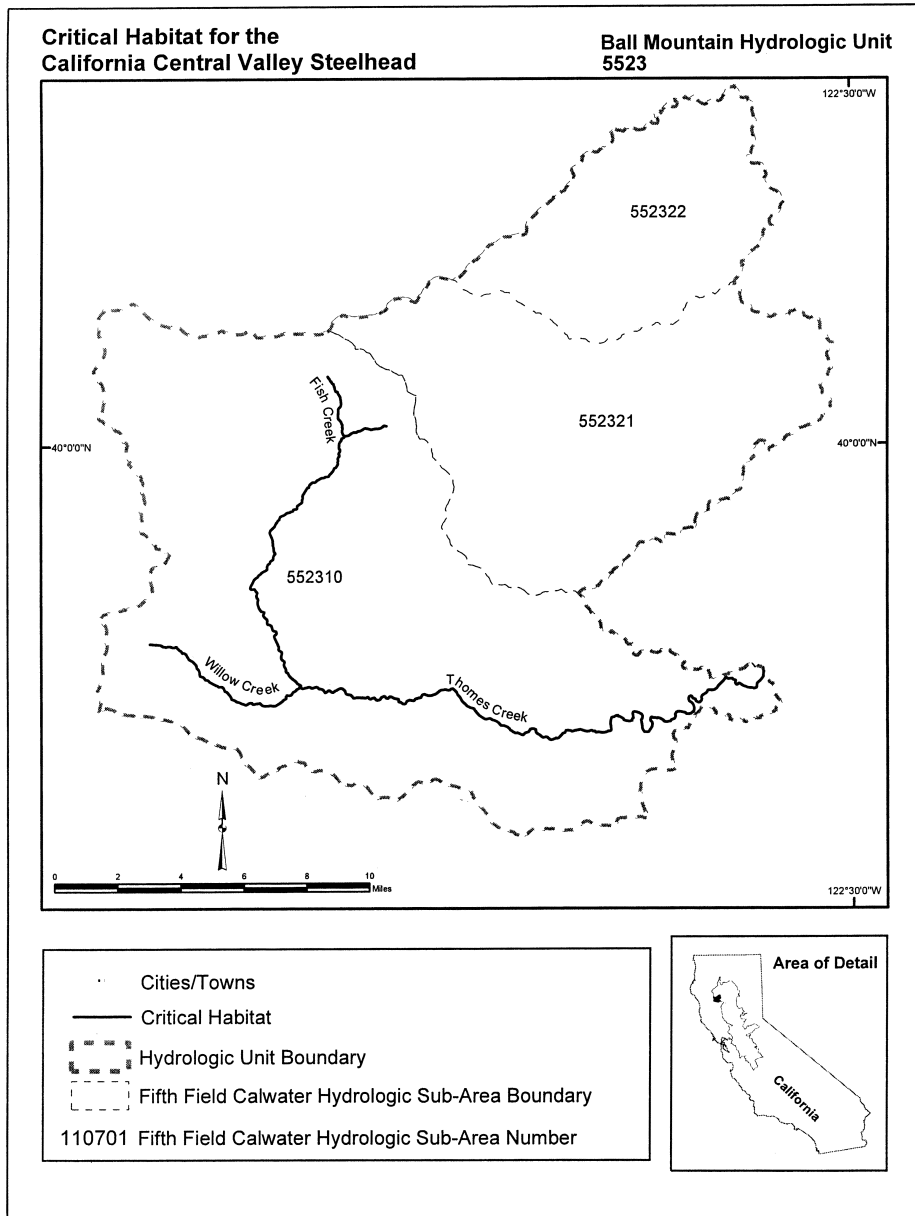 Critical Habitat for the
California Central Valley Steelhead
Ball Mountain Hydrologic Unit
5523
122°30'0"W
552322
Fish Creek
552321
40°0'0"N
40°0'0"N
552310
Willow Creek
Thomes Creek
N
0 2 4 6 8 10
Miles
122°30'0"W
Cities/Towns
Critical Habitat
Hydrologic Unit Boundary
Fifth Field Calwater Hydrologic Sub-Area Boundary
110701 Fifth Field Calwater Hydrologic Sub-Area Number
Area of Detail
California